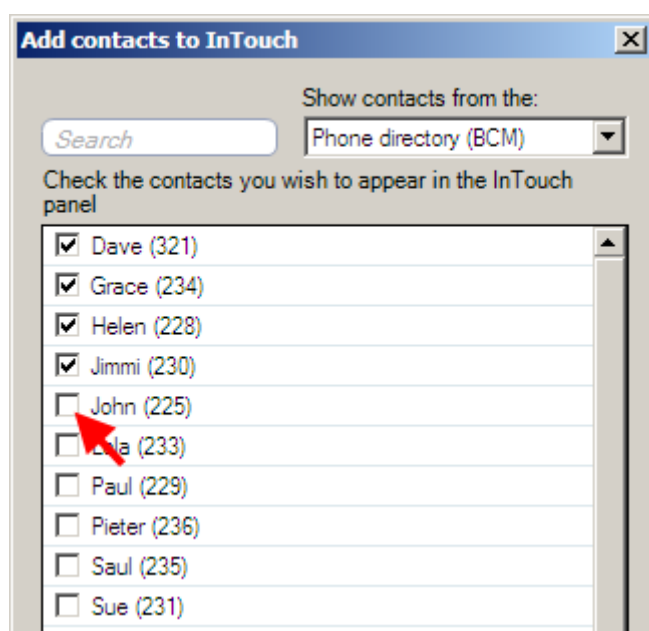 Add contacts to InTouch
Show contacts from the:
Search
Phone directory (BCM)
Check the contacts you wish to appear in the InTouch
panel
Dave (321)
Grace (234)
Helen (228)
Jimmi (230)
John (225)
(233)
Paul (229)
Pieter (236)
Saul (235)
Sue (231)